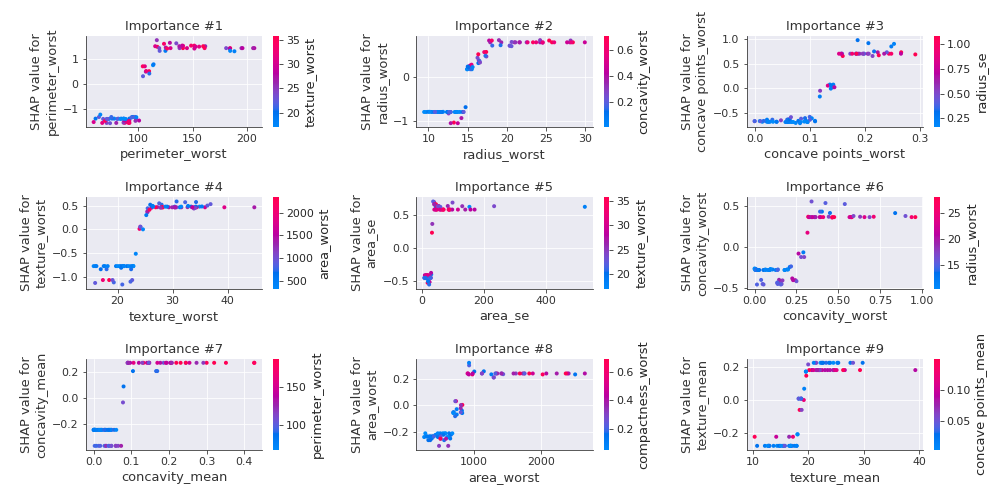 Importance #1
SHAP value for
perimeter_worst
1
0
−1
100
150
200
perimeter_worst
35
30
25
20
texture_worst
Importance #2
SHAP value for
radius_worst
0
−1
10
15
20
25
30
radius_worst
0.6
0.4
0.2
concavity_worst
Importance #3
SHAP value for
concave points_worst
1.0
0.5
0.0
−0.5
0.0
0.1
0.2
0.3
concave points_worst
1.00
0.75
0.50
0.25
radius_se
Importance #4
SHAP value for
texture_worst
0.5
0.0
−0.5
−1.0
20
30
40
texture_worst
2000
1500
1000
500
area_worst
Importance #5
SHAP value for
area_se
0.5
0.0
−0.5
0
200
400
area_se
35
30
25
20
texture_worst
Importance #6
SHAP value for
concavity_worst
0.5
0.0
−0.5
0.00
0.25
0.50
0.75
1.00
concavity_worst
25
20
15
radius_worst
Importance #7
SHAP value for
concavity_mean
0.2
0.0
−0.2
0.0
0.1
0.2
0.3
0.4
concavity_mean
150
100
perimeter_worst
Importance #8
SHAP value for
area_worst
0.2
0.0
−0.2
1000
2000
area_worst
0.6
0.4
0.2
compactness_worst
Importance #9
SHAP value for
texture_mean
0.2
0.0
−0.2
10
20
30
40
texture_mean
0.10
0.05
concave points_mean